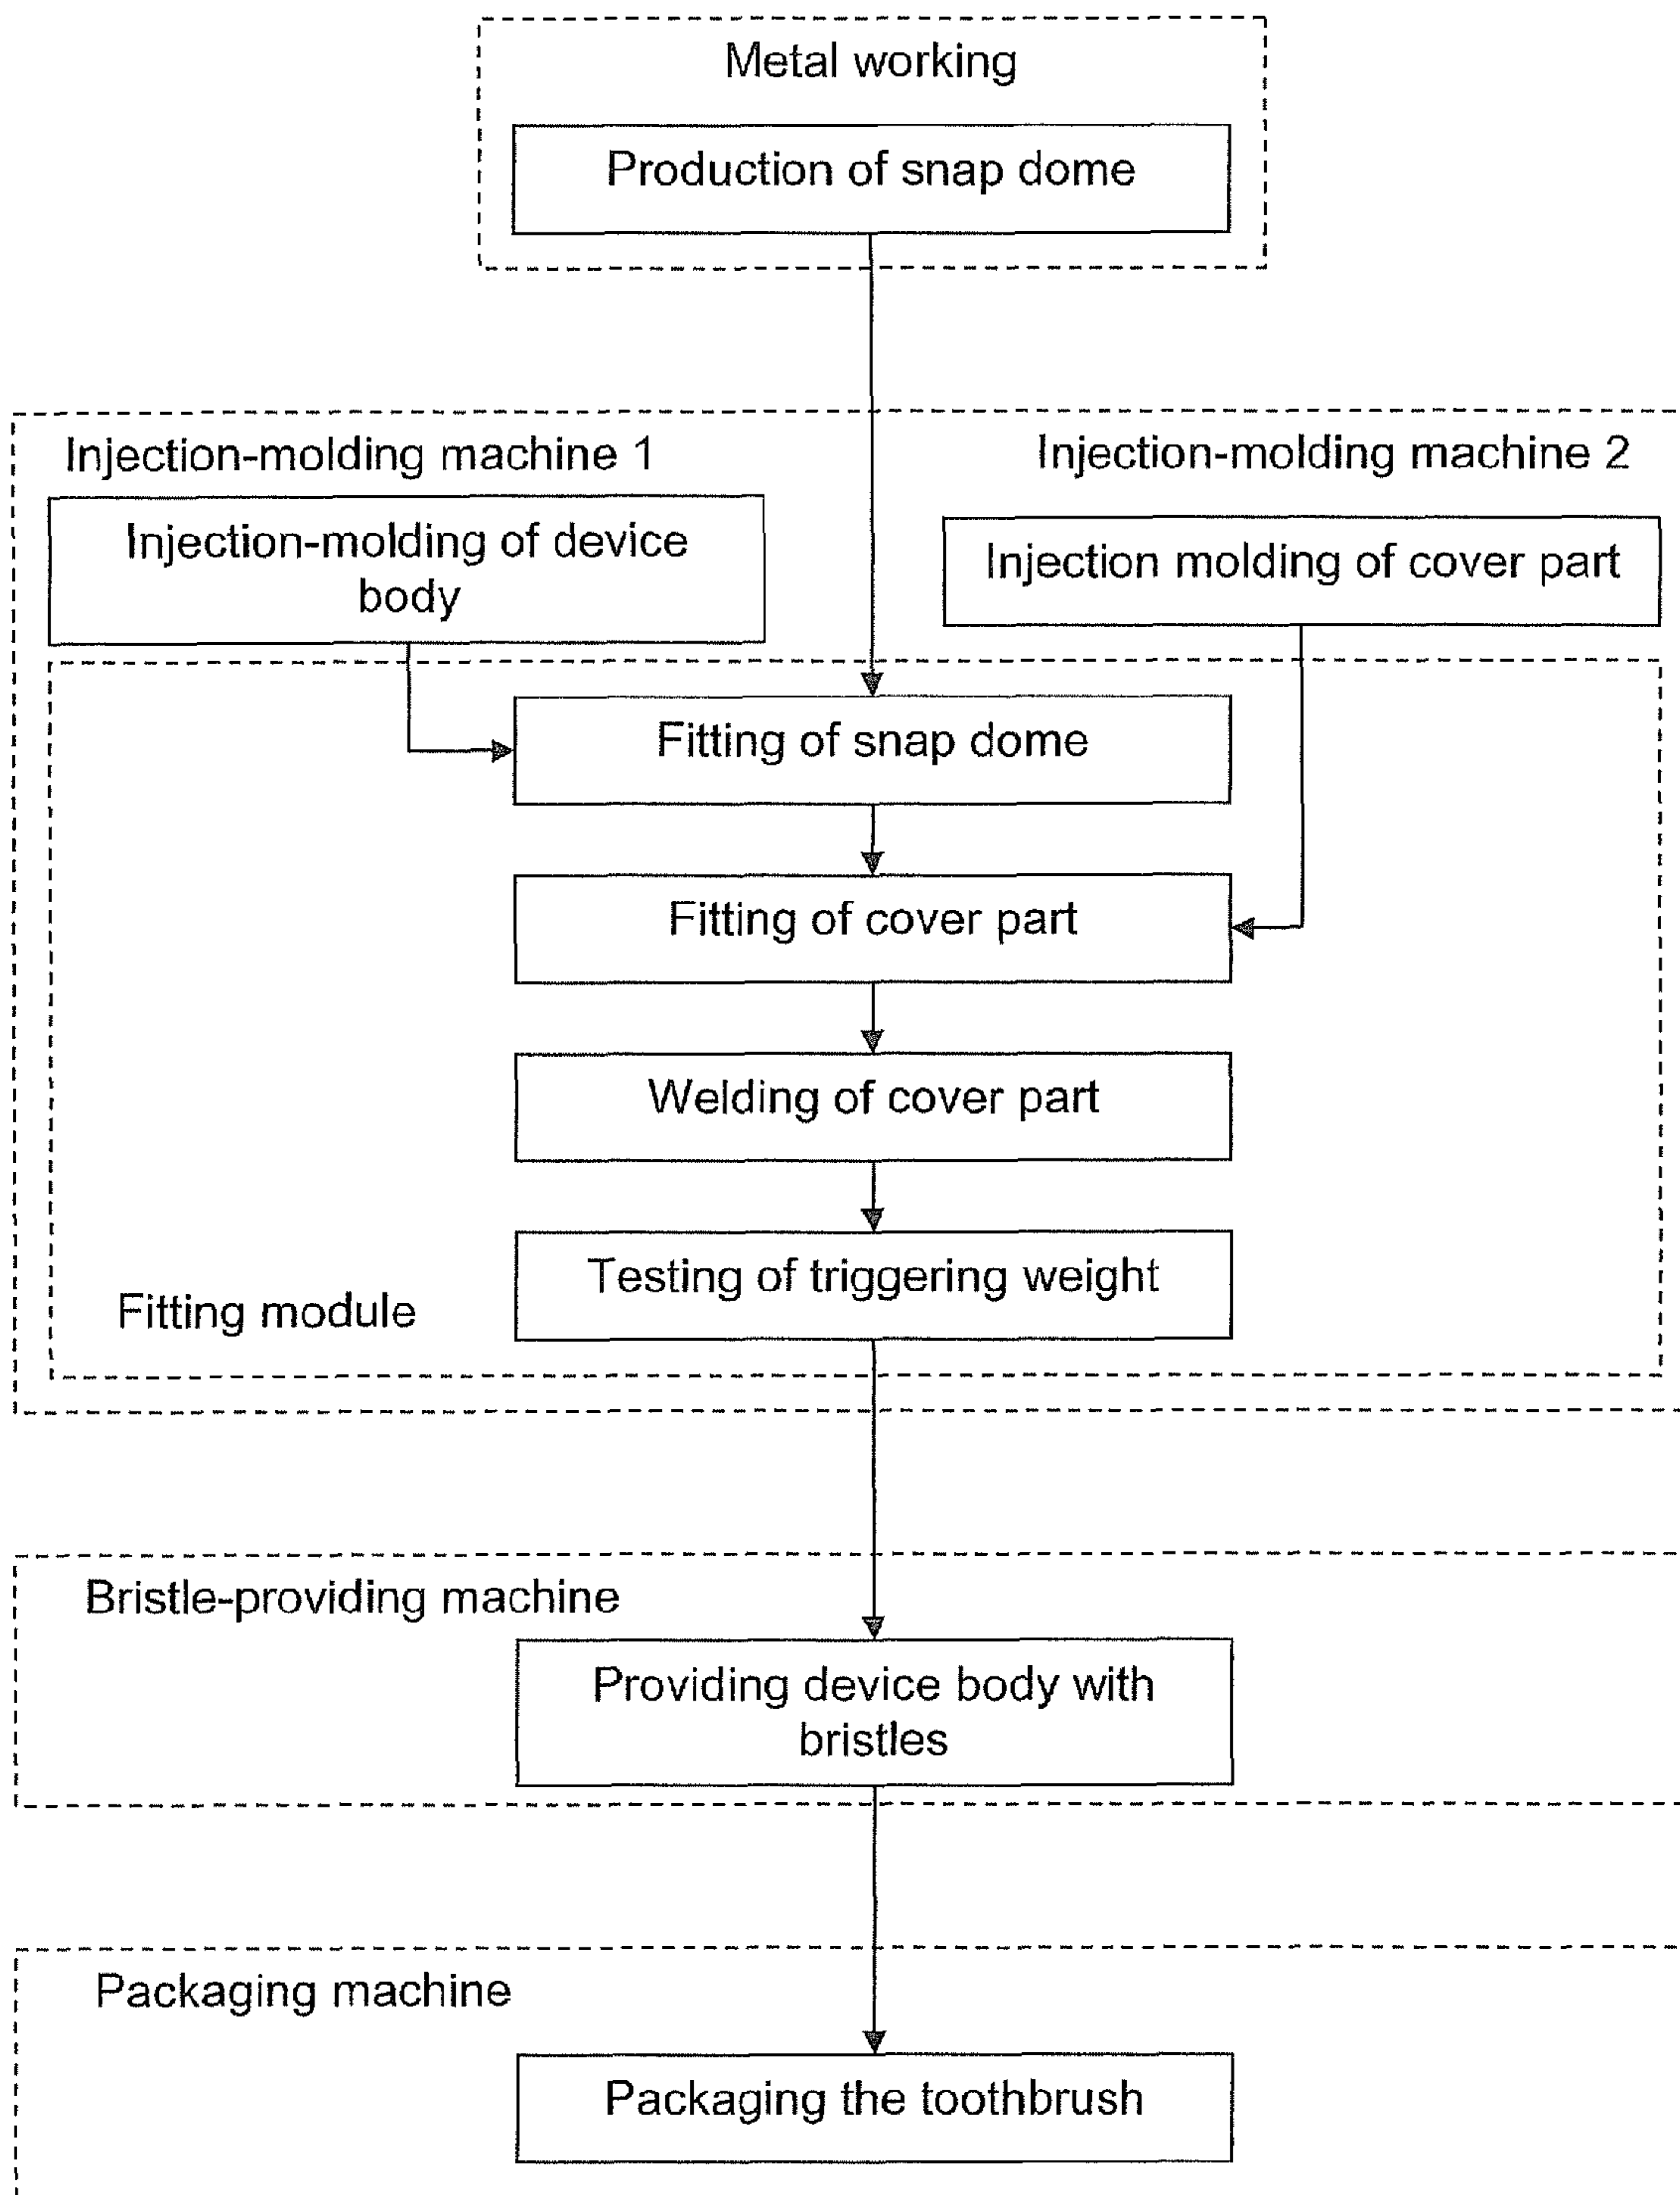 Metal working
Production of snap dome
Injection-molding machine 1
Injection-molding machine 2
Injection-molding of device
body
Injection molding of cover part
Fitting of snap dome
Fitting of cover part
Welding of cover part
Testing of triggering weight
Fitting module
Bristle-providing machine
Providing device body with
bristles
Packaging machine
Packaging the toothbrush